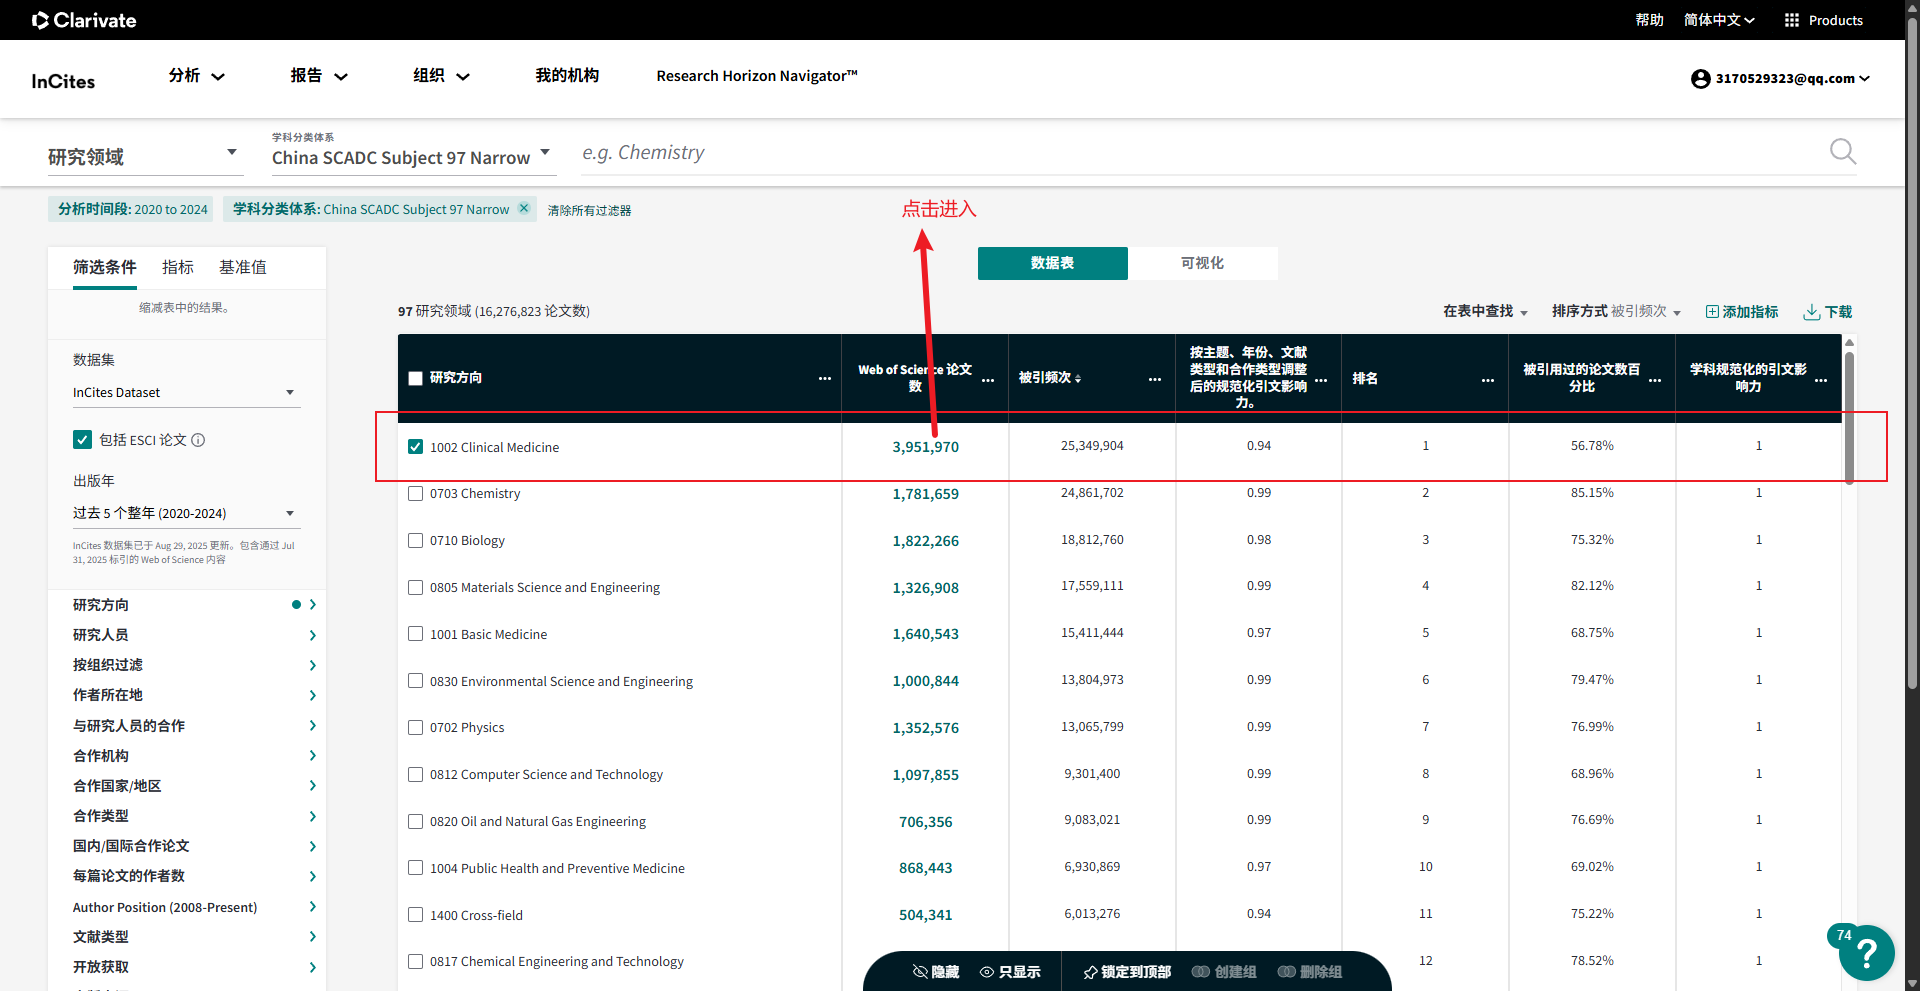 Clarivate
帮助
简体中文
Products
InCites
分析
报告
组织
我的机构
Research Horizon Navigator™
3170529323@qq.com
研究领域
学科分类体系
China SCADC Subject 97 Narrow
e.g. Chemistry
分析时间段: 2020 to 2024
学科分类体系: China SCADC Subject 97 Narrow
清除所有过滤器
点击进入
筛选条件
指标
基准值
缩减表中的结果。
数据集
InCites Dataset
包括 ESCI 论文
出版年
过去 5 个整年 (2020-2024)
InCites 数据集已于 Aug 29, 2025 更新。包含通过 Jul
31, 2025 标引的 Web of Science 内容
研究方向
研究人员
按组织过滤
作者所在地
与研究人员的合作
合作机构
合作国家/地区
合作类型
国内/国际合作论文
每篇论文的作者数
Author Position (2008-Present)
文献类型
开放获取
数据表
可视化
97 研究领域 (16,276,823 论文数)
在表中查找
排序方式 被引频次
添加指标
下载
研究方向
Web of Science 论文
数
被引频次
按主题、年份、文献
类型和合作类型调整
后的规范化引文影响
力。
排名
被引用过的论文数百
分比
学科规范化的引文影
响力
1002 Clinical Medicine 3,951,970 25,349,904 0.94 1 56.78% 1
0703 Chemistry 1,781,659 24,861,702 0.99 2 85.15% 1
0710 Biology 1,822,266 18,812,760 0.98 3 75.32% 1
0805 Materials Science and Engineering 1,326,908 17,559,111 0.99 4 82.12% 1
1001 Basic Medicine 1,640,543 15,411,444 0.97 5 68.75% 1
0830 Environmental Science and Engineering 1,000,844 13,804,973 0.99 6 79.47% 1
0702 Physics 1,352,576 13,065,799 0.99 7 76.99% 1
0812 Computer Science and Technology 1,097,855 9,301,400 0.99 8 68.96% 1
0820 Oil and Natural Gas Engineering 706,356 9,083,021 0.99 9 76.69% 1
1004 Public Health and Preventive Medicine 868,443 6,930,869 0.97 10 69.02% 1
1400 Cross-field 504,341 6,013,276 0.94 11 75.22% 1
0817 Chemical Engineering and Technology 12 78.52% 1
隐藏
只显示
锁定到顶部
创建组
删除组
74
?